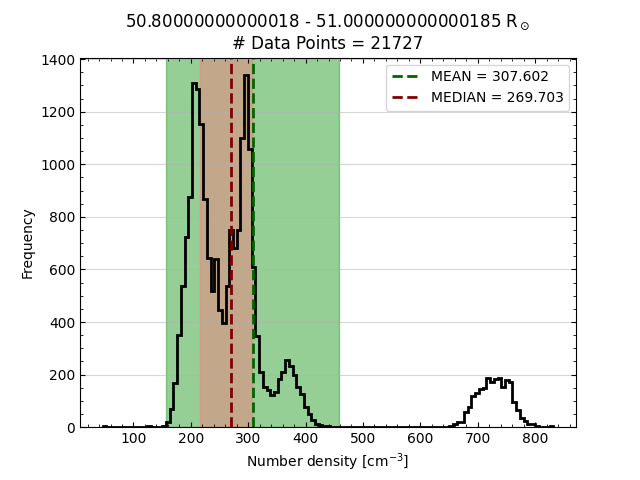 50.80000000000018 - 51.000000000000185 R⊙
# Data Points = 21727
1400
1200
1000
800
600
400
200
0
Frequency
MEAN = 307.602
MEDIAN = 269.703
100 200 300 400 500 600 700 800
Number density [cm⁻³]